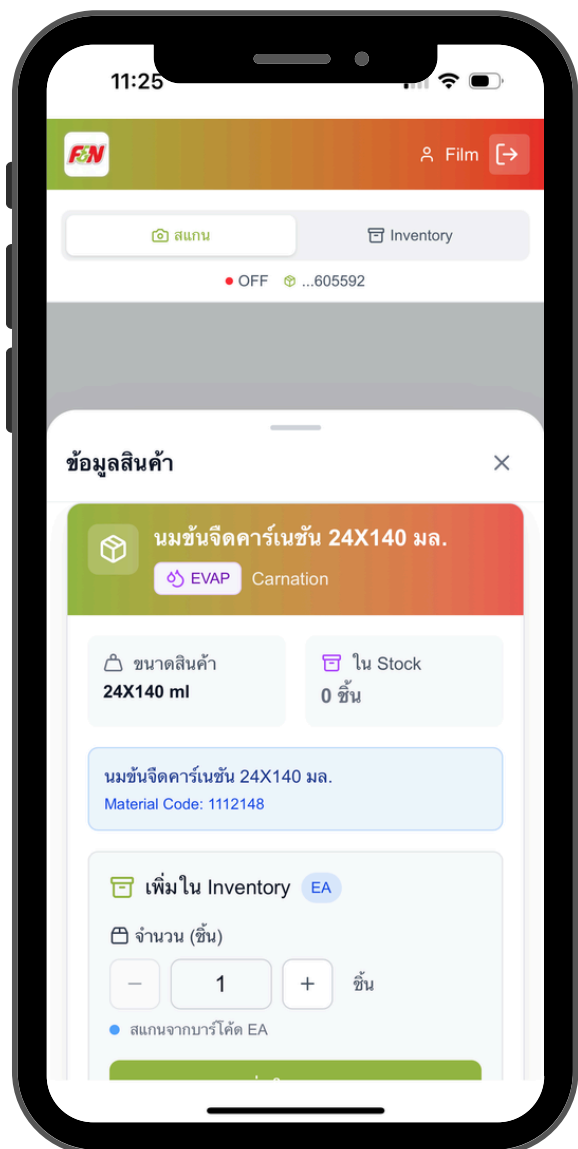 11:25
F&N
Film
สแกน
Inventory
OFF ...605592
ข้อมูลสินค้า
นมข้นจืดคาร์เนชัน 24X140 มล.
EVAP Carnation
ขนาดสินค้า
24X140 ml
ใน Stock
0 ชิ้น
นมข้นจืดคาร์เนชัน 24X140 มล.
Material Code: 1112148
เพิ่มใน Inventory EA
จำนวน (ชิ้น)
− 1 + ชิ้น
สแกนจากบาร์โค้ด EA